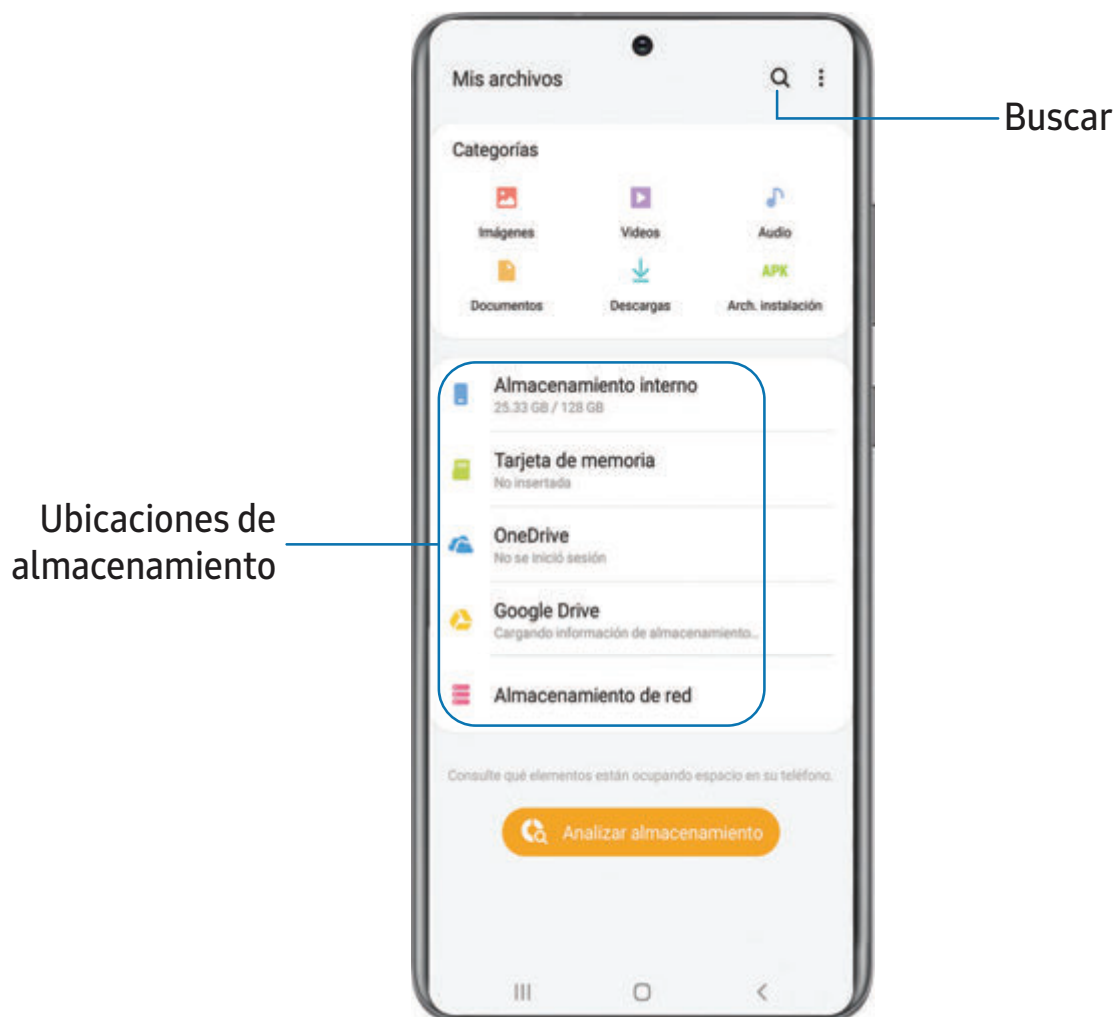 Mis archivos
Buscar
Categorías
Imágenes
Videos
Audio
APK
Documentos
Descargas
Arch. instalación
Almacenamiento interno
25.33 GB / 128 GB
Tarjeta de memoria
No insertada
Ubicaciones de
almacenamiento
OneDrive
No se inició sesión
Google Drive
Cargando información de almacenamiento...
Almacenamiento de red
Consulte qué elementos están ocupando espacio en su teléfono.
Analizar almacenamiento